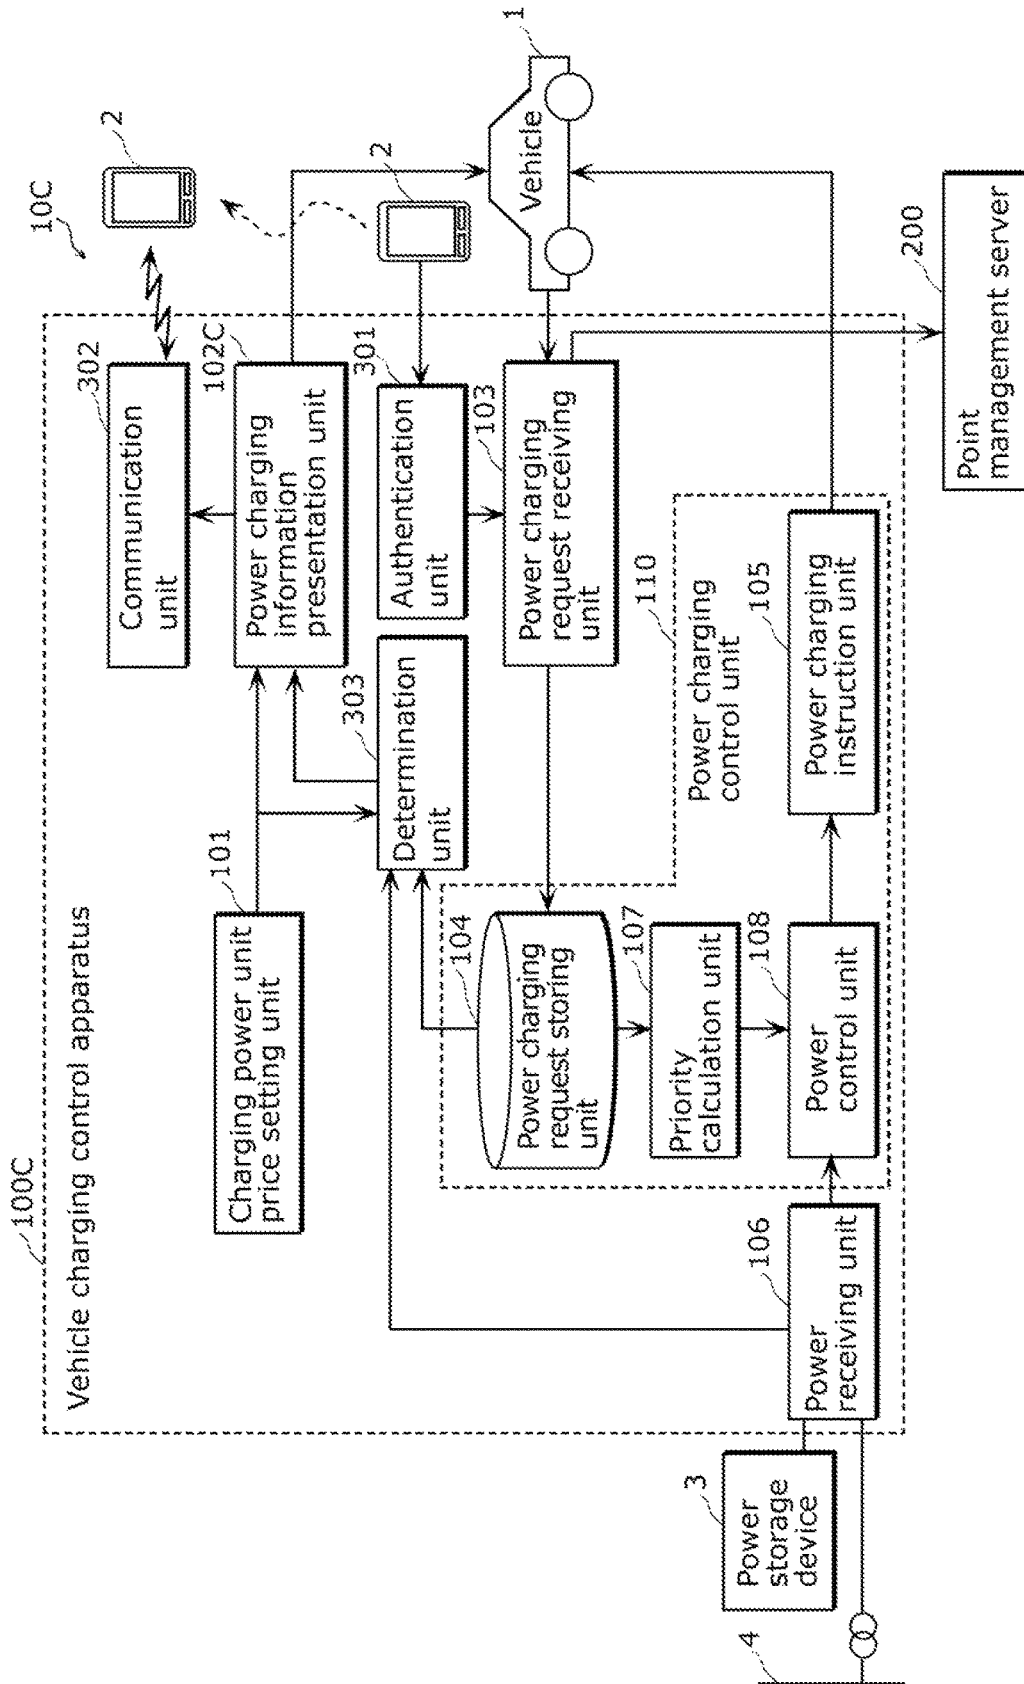 10C
100C
Vehicle charging control apparatus
302
Communication
unit
2
101
Charging power unit
price setting unit
102C
Power charging
information
presentation unit
2
303
Determination
unit
301
Authentication
unit
1
Vehicle
104
Power charging
request storing
unit
103
Power charging
request receiving
unit
107
Priority
calculation unit
110
Power charging
control unit
3
Power
storage
device
106
Power
receiving unit
108
Power
control unit
105
Power charging
instruction unit
4
200
Point
management server